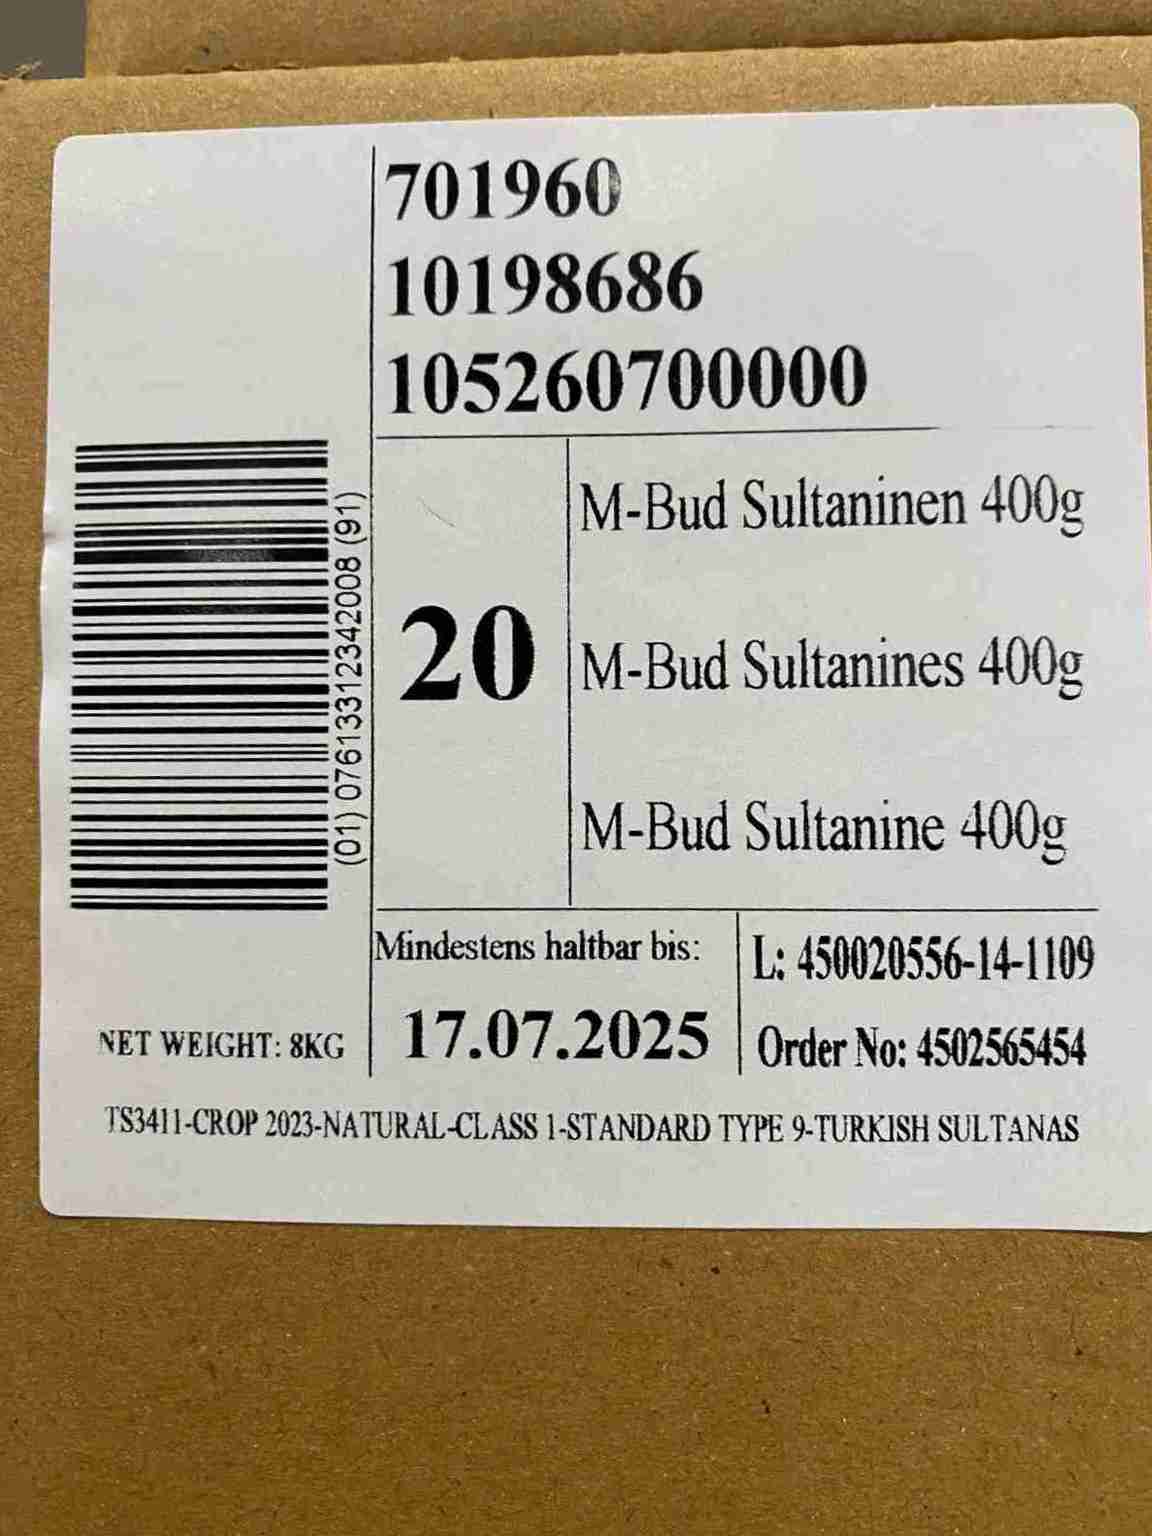 701960
10198686
105260700000
(01) 07613312342008 (91)
20
M-Bud Sultaninen 400g
M-Bud Sultanines 400g
M-Bud Sultanine 400g
Mindestens haltbar bis:
17.07.2025
L: 450020556-14-1109
Order No: 4502565454
NET WEIGHT: 8KG
TS3411-CROP 2023-NATURAL-CLASS 1-STANDARD TYPE 9-TURKISH SULTANAS